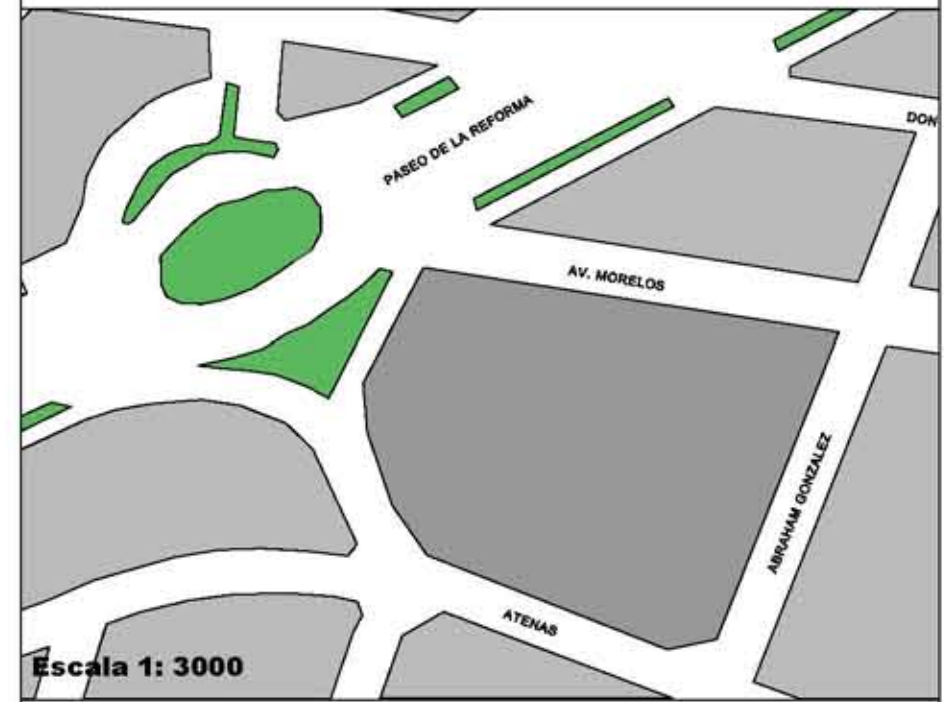 DON
PASEO DE LA REFORMA
AV. MORELOS
ABRAHAM GONZALEZ
ATENAS
Escala 1: 3000